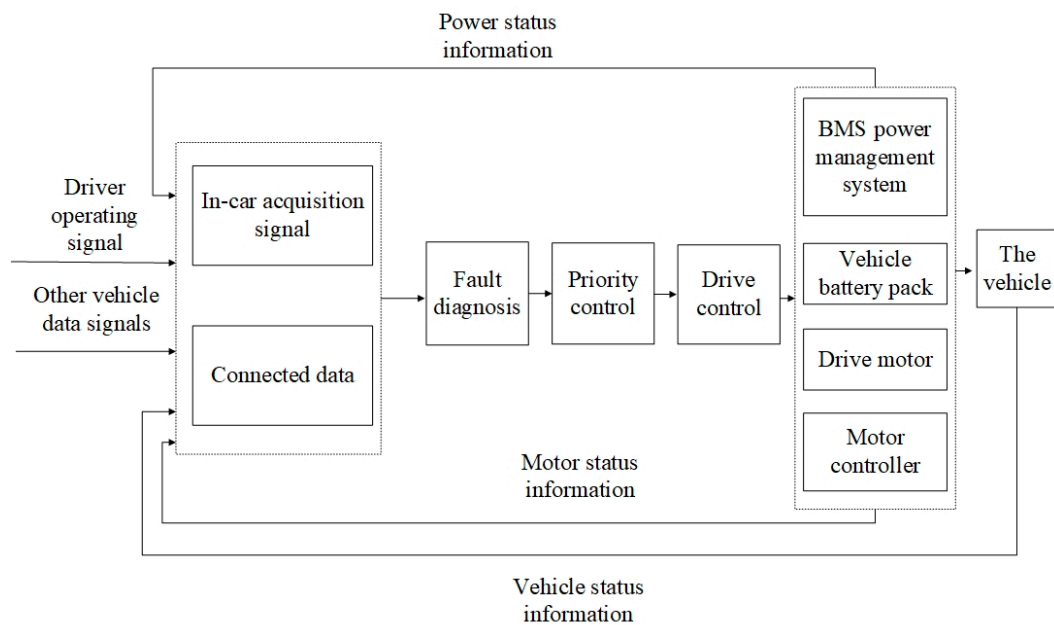 Power status
information
Driver
operating
signal
Other vehicle
data signals
In-car acquisition
signal
Connected data
Fault
diagnosis
Priority
control
Drive
control
BMS power
management
system
Vehicle
battery pack
Drive motor
Motor
controller
The
vehicle
Motor status
information
Vehicle status
information